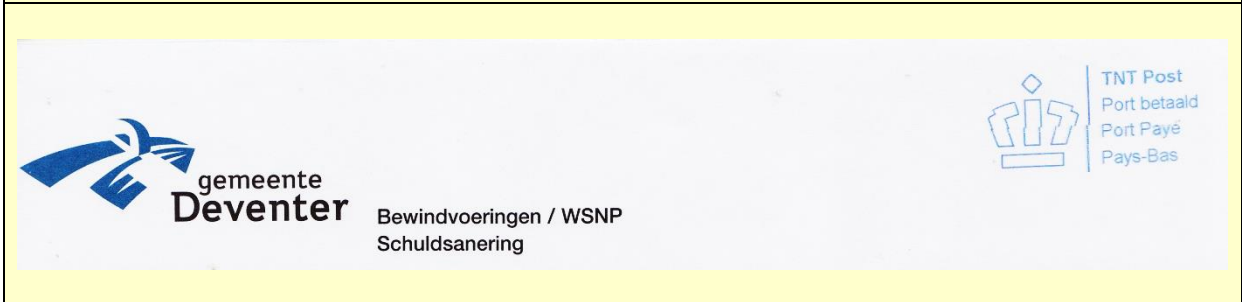 gemeente
Deventer
Bewindvoeringen / WSNP
Schuldsanering
TNT Post
Port betaald
Port Payé
Pays-Bas